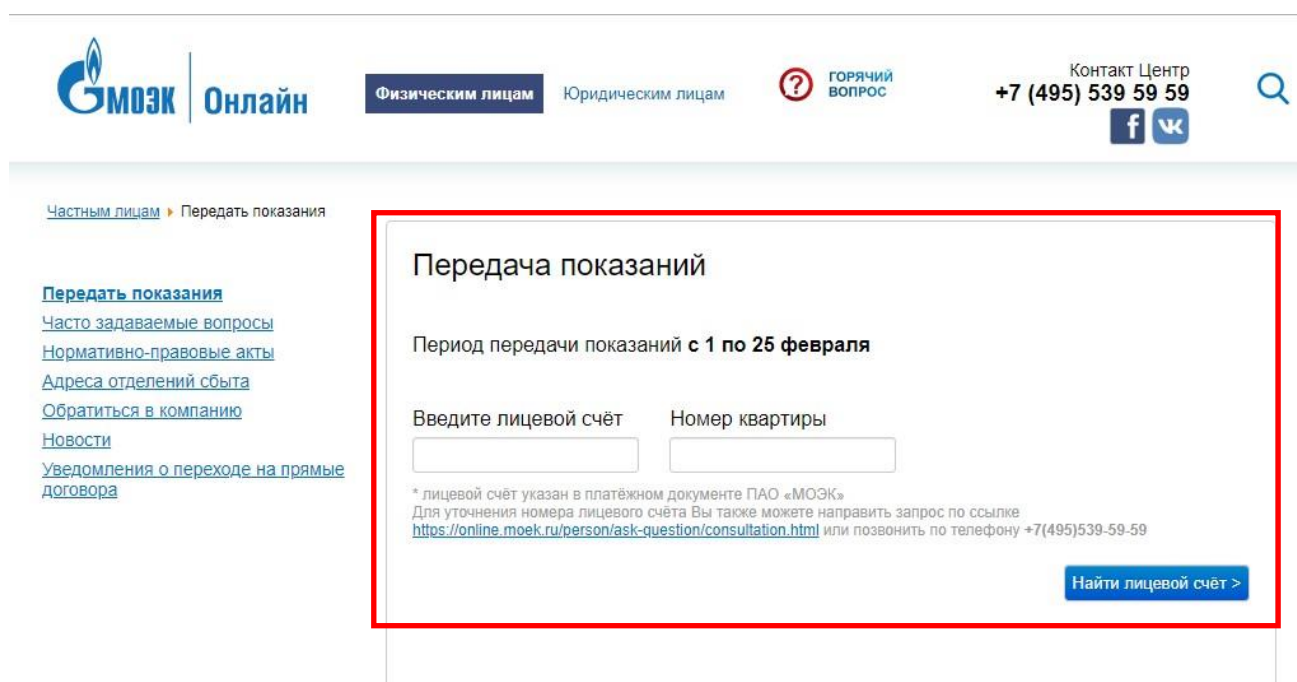 МОЭК Онлайн
Физическим лицам
Юридическим лицам
ГОРЯЧИЙ
ВОПРОС
Контакт Центр
+7 (495) 539 59 59
Частным лицам Передать показания
Передать показания
Часто задаваемые вопросы
Нормативно-правовые акты
Адреса отделений сбыта
Обратиться в компанию
Новости
Уведомления о переходе на прямые
договора
Передача показаний
Период передачи показаний с 1 по 25 февраля
Введите лицевой счёт
Номер квартиры
* лицевой счёт указан в платёжном документе ПАО «МОЭК»
Для уточнения номера лицевого счёта Вы также можете направить запрос по ссылке
https://online.moek.ru/person/ask-question/consultation.html или позвонить по телефону +7(495)539-59-59
Найти лицевой счёт >